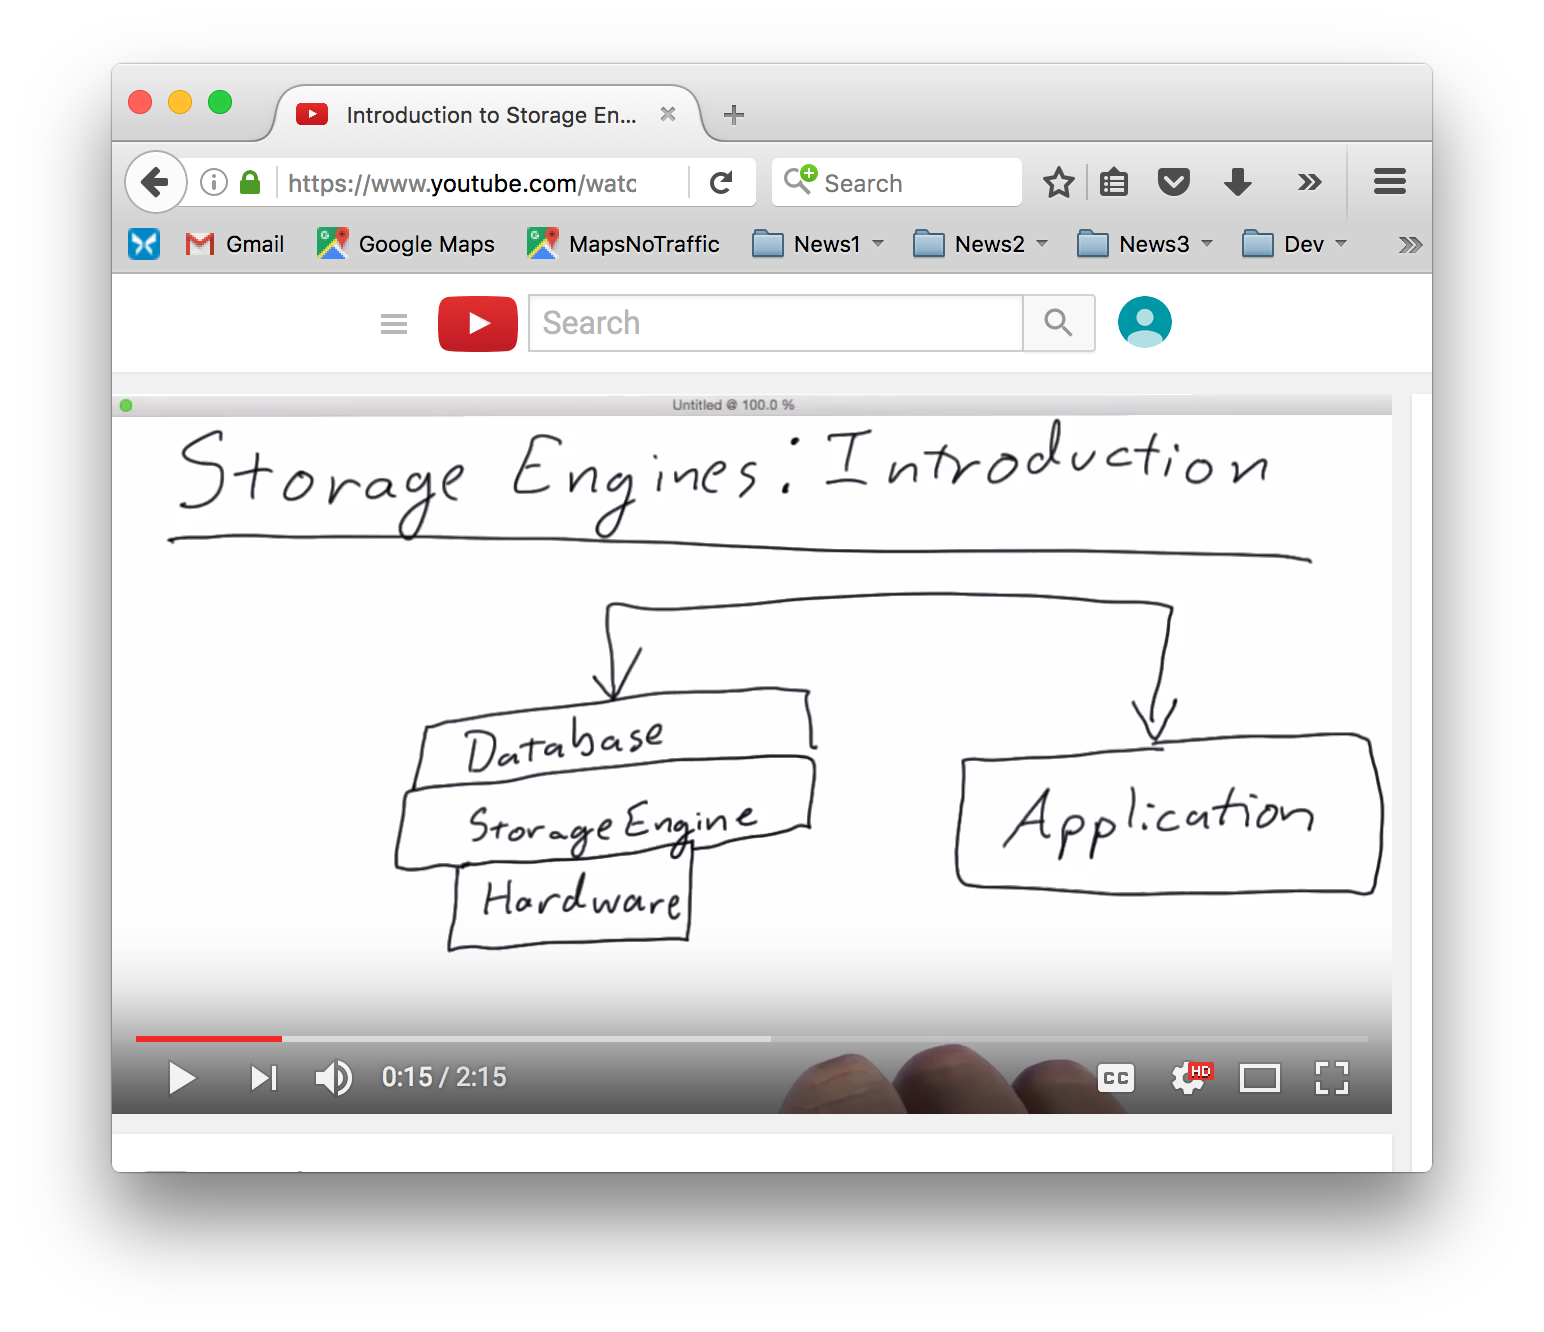 Introduction to Storage En...
https://www.youtube.com/watc
Search
Gmail
Google Maps
MapsNoTraffic
News1
News2
News3
Dev
Search
Untitled @ 100.0 %
Storage Engines: Introduction
Database
Storage Engine
Hardware
Application
0:15 / 2:15
CC
HD